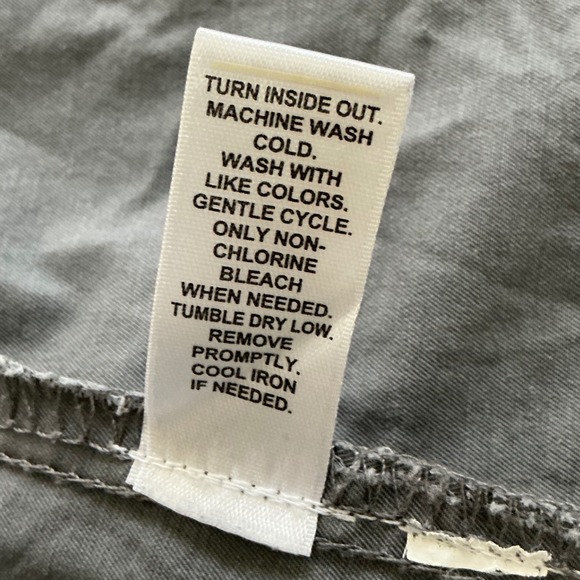 TURN INSIDE OUT.
MACHINE WASH
COLD.
WASH WITH
LIKE COLORS.
GENTLE CYCLE.
ONLY NON-
CHLORINE
BLEACH
WHEN NEEDED.
TUMBLE DRY LOW.
REMOVE
PROMPTLY.
COOL IRON
IF NEEDED.